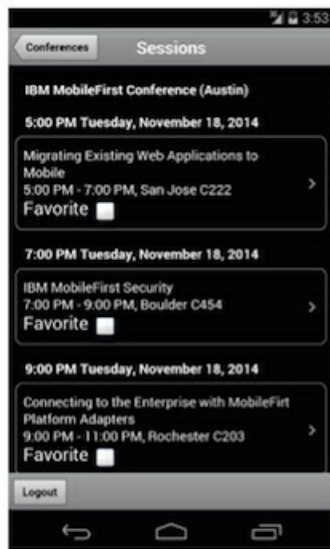 3:53
Conferences
Sessions
IBM MobileFirst Conference (Austin)
5:00 PM Tuesday, November 18, 2014
Migrating Existing Web Applications to
Mobile
5:00 PM - 7:00 PM, San Jose C222
Favorite
7:00 PM Tuesday, November 18, 2014
IBM MobileFirst Security
7:00 PM - 9:00 PM, Boulder C454
Favorite
9:00 PM Tuesday, November 18, 2014
Connecting to the Enterprise with MobileFirt
Platform Adapters
9:00 PM - 11:00 PM, Rochester C203
Favorite
Logout